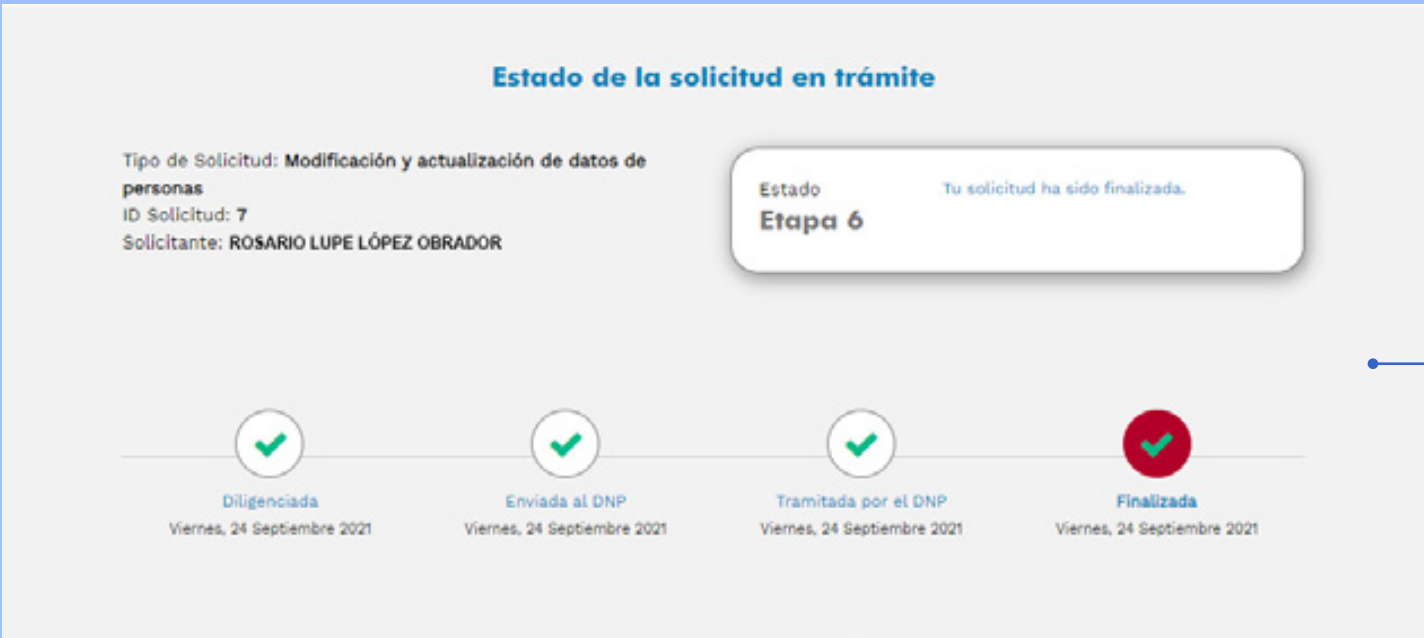 Estado de la solicitud en trámite
Tipo de Solicitud: Modificación y actualización de datos de
personas
ID Solicitud: 7
Solicitante: ROSARIO LUPE LÓPEZ OBRADOR
Estado
Tu solicitud ha sido finalizada.
Etapa 6
Diligenciada
Viernes, 24 Septiembre 2021
Enviada al DNP
Viernes, 24 Septiembre 2021
Tramitada por el DNP
Viernes, 24 Septiembre 2021
Finalizada
Viernes, 24 Septiembre 2021